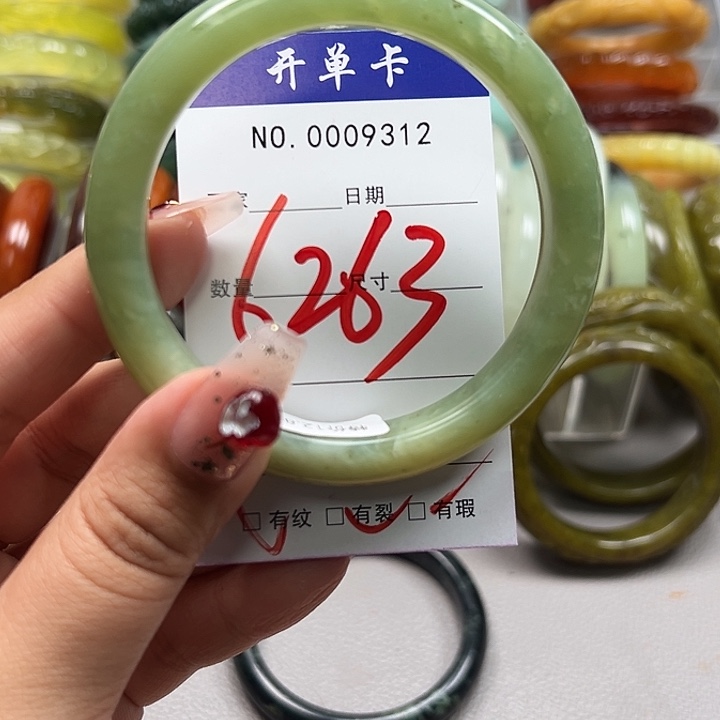 开单卡
NO. 0009312
日期
数量 尺寸
6263
□ 有纹 □ 有裂 □ 有瑕